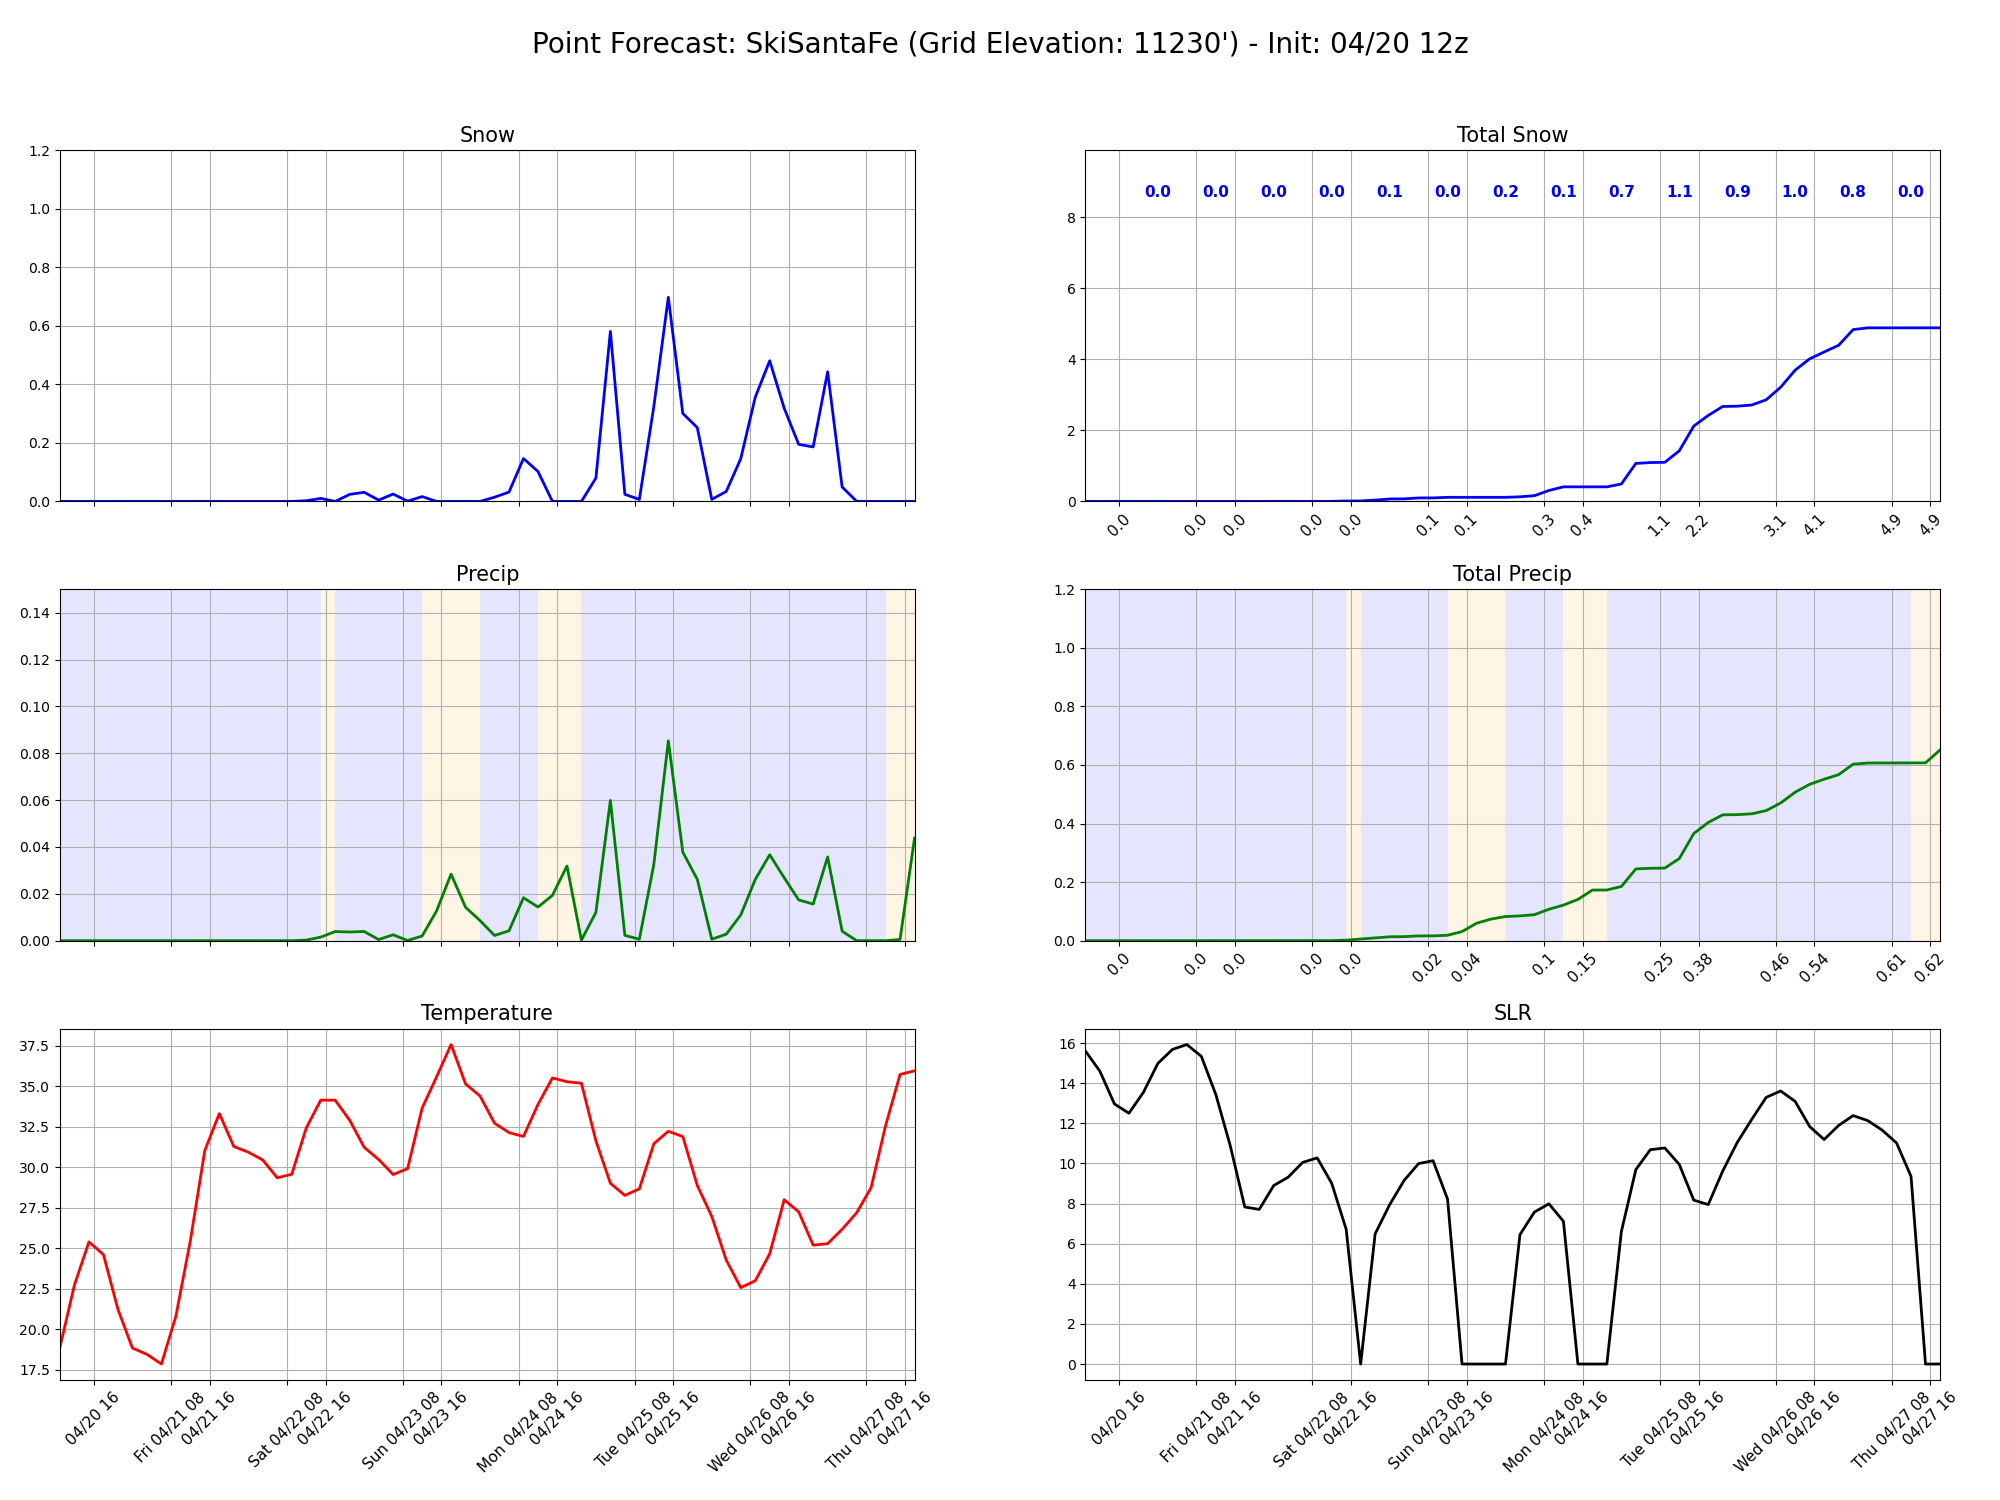 Point Forecast: SkiSantaFe (Grid Elevation: 11230') - Init: 04/20 12z
Snow
1.2
1.0
0.8
0.6
0.4
0.2
0.0
Total Snow
0.0 0.0 0.0 0.0 0.1 0.0 0.2 0.1 0.7 1.1 0.9 1.0 0.8 0.0
8
6
4
2
0
0.0 0.0 0.0 0.0 0.0 0.1 0.1 0.3 0.4 1.1 2.2 3.1 4.1 4.9 4.9
Precip
0.14
0.12
0.10
0.08
0.06
0.04
0.02
0.00
Total Precip
1.2
1.0
0.8
0.6
0.4
0.2
0.0
0.0 0.0 0.0 0.0 0.0 0.02 0.04 0.1 0.15 0.25 0.38 0.46 0.54 0.61 0.62
Temperature
37.5
35.0
32.5
30.0
27.5
25.0
22.5
20.0
17.5
04/20 16
Fri 04/21 08
04/21 16
Sat 04/22 08
04/22 16
Sun 04/23 08
04/23 16
Mon 04/24 08
04/24 16
Tue 04/25 08
04/25 16
Wed 04/26 08
04/26 16
Thu 04/27 08
04/27 16
SLR
16
14
12
10
8
6
4
2
0
04/20 16
Fri 04/21 08
04/21 16
Sat 04/22 08
04/22 16
Sun 04/23 08
04/23 16
Mon 04/24 08
04/24 16
Tue 04/25 08
04/25 16
Wed 04/26 08
04/26 16
Thu 04/27 08
04/27 16